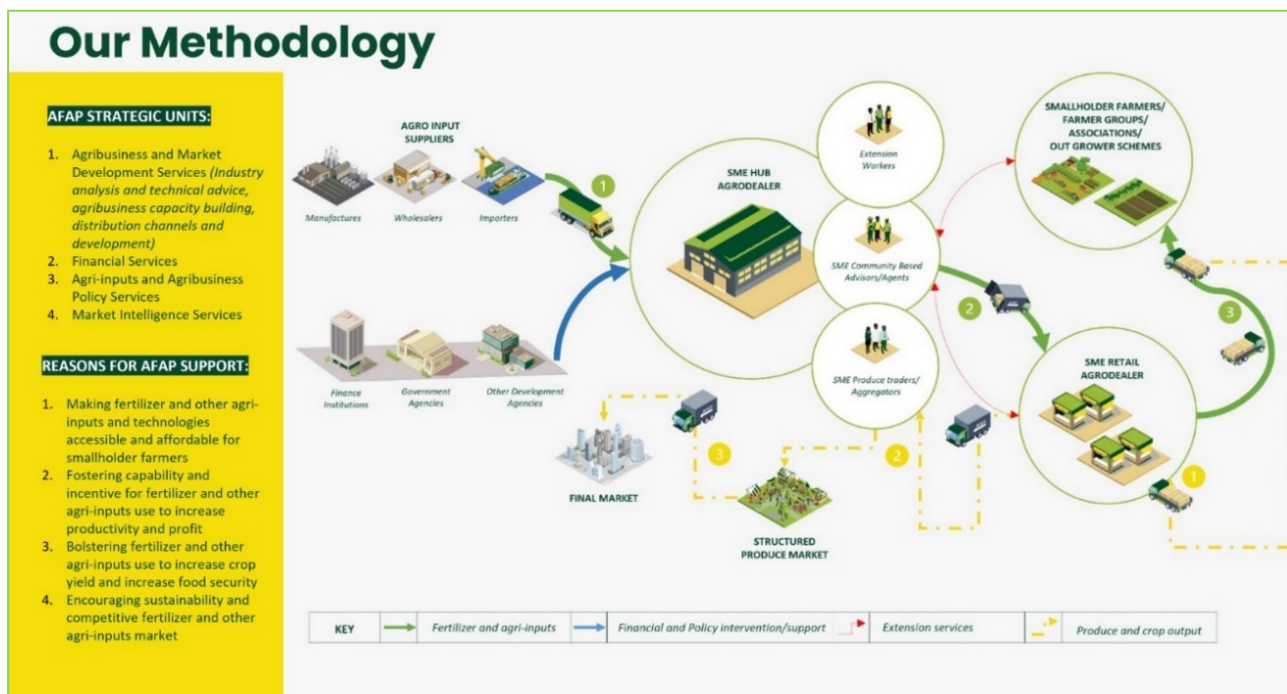 Our Methodology
AFAP STRATEGIC UNITS:
1. Agribusiness and Market
Development Services (Industry
analysis and technical advice,
agribusiness capacity building,
distribution channels and
development)
2. Financial Services
3. Agri-inputs and Agribusiness
Policy Services
4. Market Intelligence Services
REASONS FOR AFAP SUPPORT:
1. Making fertilizer and other agri-
inputs and technologies
accessible and affordable for
smallholder farmers
2. Fostering capability and
incentive for fertilizer and other
agri-inputs use to increase
productivity and profit
3. Bolstering fertilizer and other
agri-inputs use to increase crop
yield and increase food security
4. Encouraging sustainability and
competitive fertilizer and other
agri-inputs market
AGRO INPUT
SUPPLIERS
Manufactures
Wholesalers
Importers
1
Finance
Institutions
Government
Agencies
Other Development
Agencies
SME HUB
AGRODEALER
Extension
Workers
SME Community Based
Advisors/Agents
SME Produce traders/
Aggregators
2
SMALLHOLDER FARMERS/
FARMER GROUPS/
ASSOCIATIONS/
OUT GROWER SCHEMES
3
SME RETAIL
AGRODEALER
1
2
3
FINAL MARKET
STRUCTURED
PRODUCE MARKET
KEY
Fertilizer and agri-inputs
Financial and Policy intervention/support
Extension services
Produce and crop output